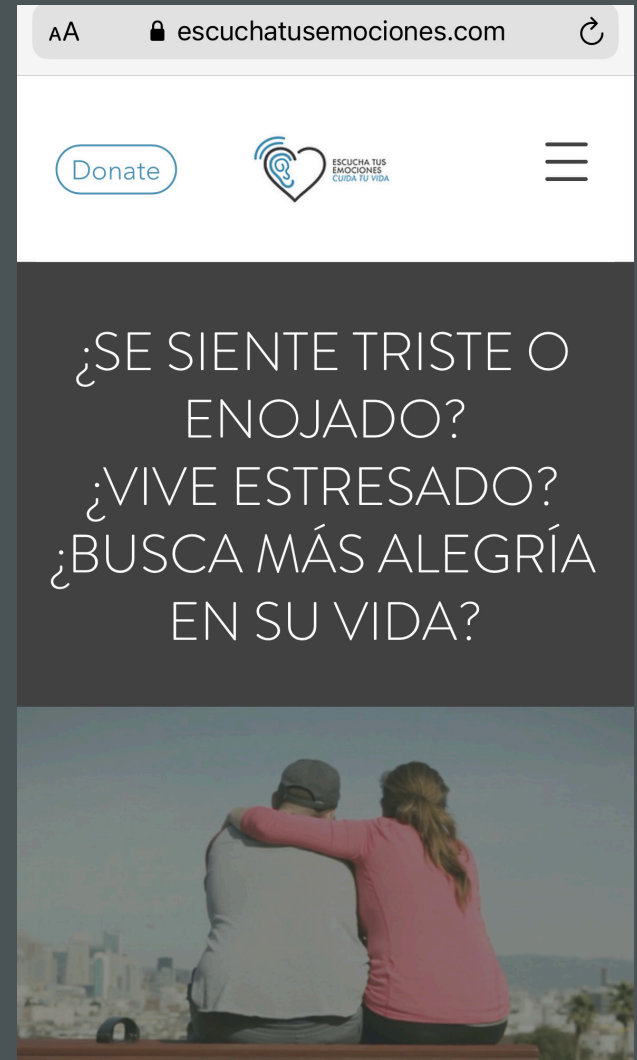 AA escuchatusemociones.com
Donate
ESCUCHA TUS
EMOCIONES
CUIDA TU VIDA
¿SE SIENTE TRISTE O
ENOJADO?
¿VIVE ESTRESADO?
¿BUSCA MÁS ALEGRÍA
EN SU VIDA?